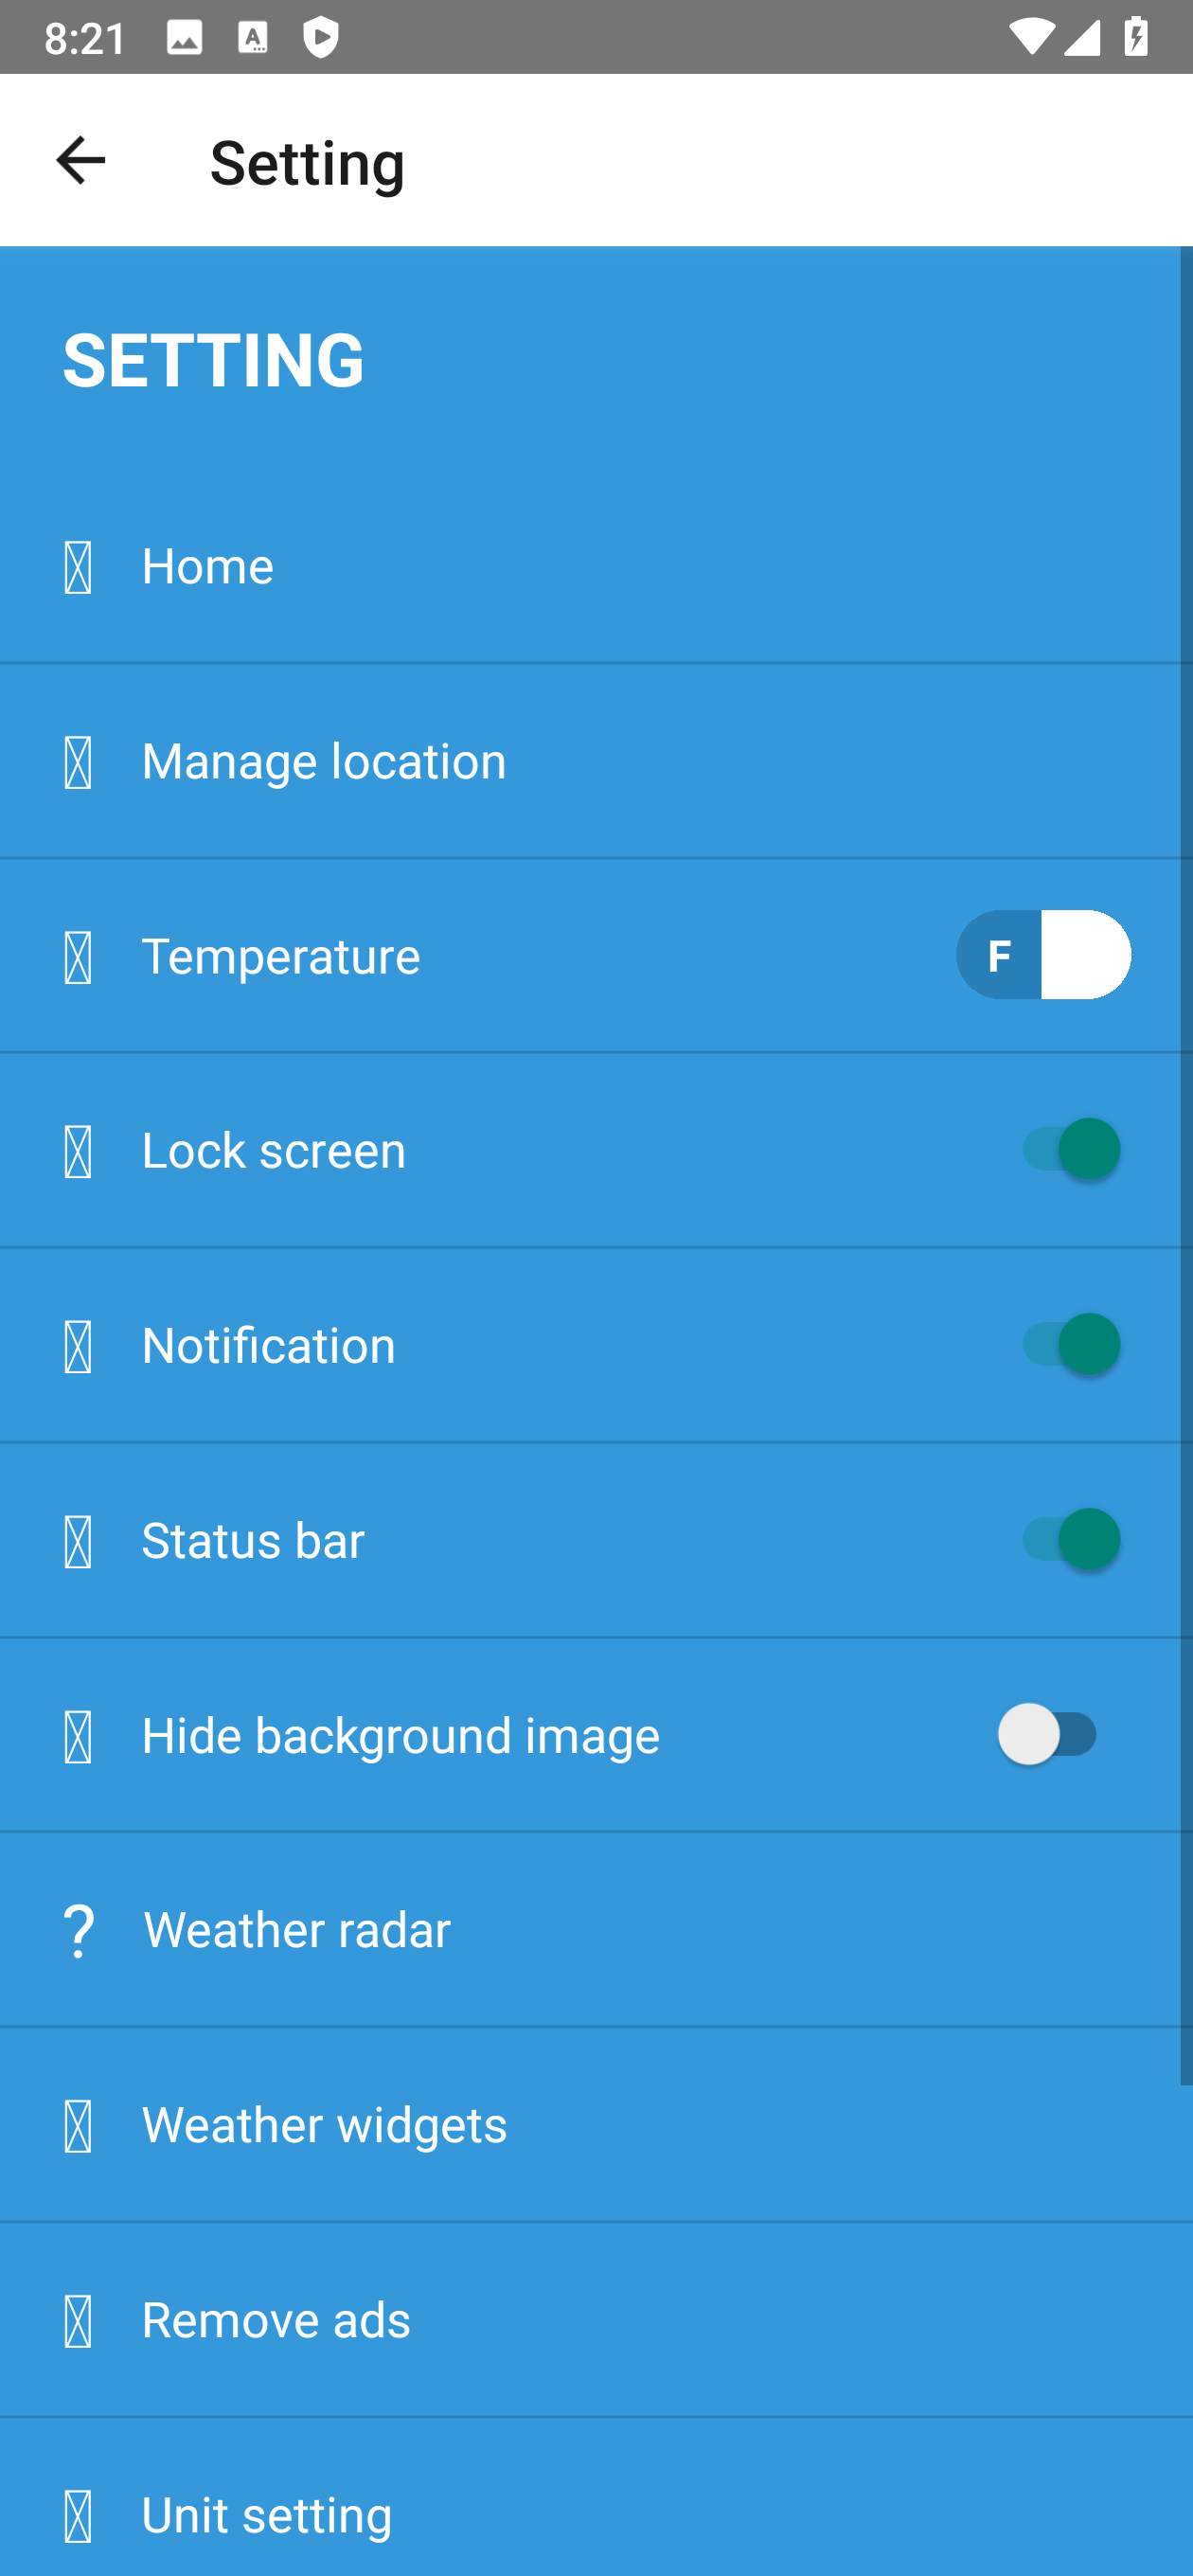 8:21
Setting
SETTING
Home
Manage location
Temperature
F
Lock screen
Notification
Status bar
Hide background image
? Weather radar
Weather widgets
Remove ads
Unit setting